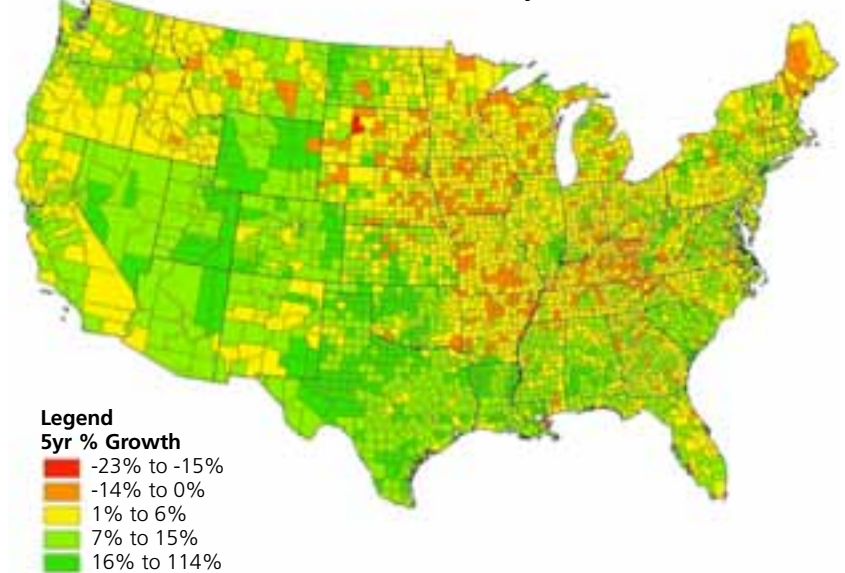 Legend
5yr % Growth
-23% to -15%
-14% to 0%
1% to 6%
7% to 15%
16% to 114%